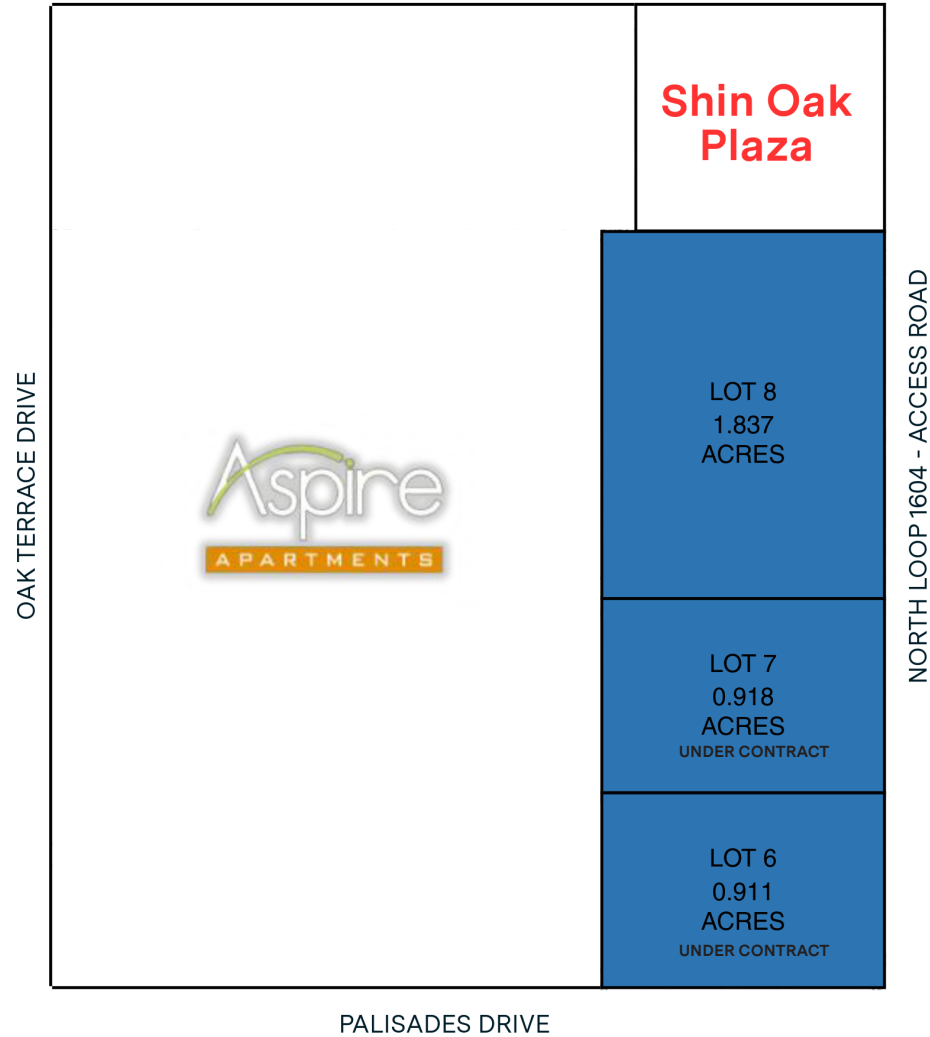 Shin Oak
Plaza
OAK TERRACE DRIVE
Aspire
APARTMENTS
LOT 8
1.837
ACRES
NORTH LOOP 1604 - ACCESS ROAD
LOT 7
0.918
ACRES
UNDER CONTRACT
LOT 6
0.911
ACRES
UNDER CONTRACT
PALISADES DRIVE